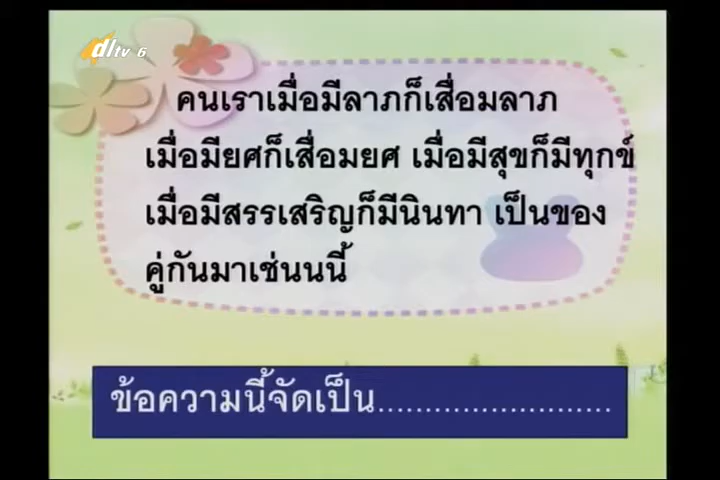 dltv 6
คนเราเมื่อมีลาภก็เสื่อมลาภ
เมื่อมียศก็เสื่อมยศ เมื่อมีสุขก็มีทุกข์
เมื่อมีสรรเสริญก็มีนินทา เป็นของ
คู่กันมาเช่นนนี้
ข้อความนี้จัดเป็น........................